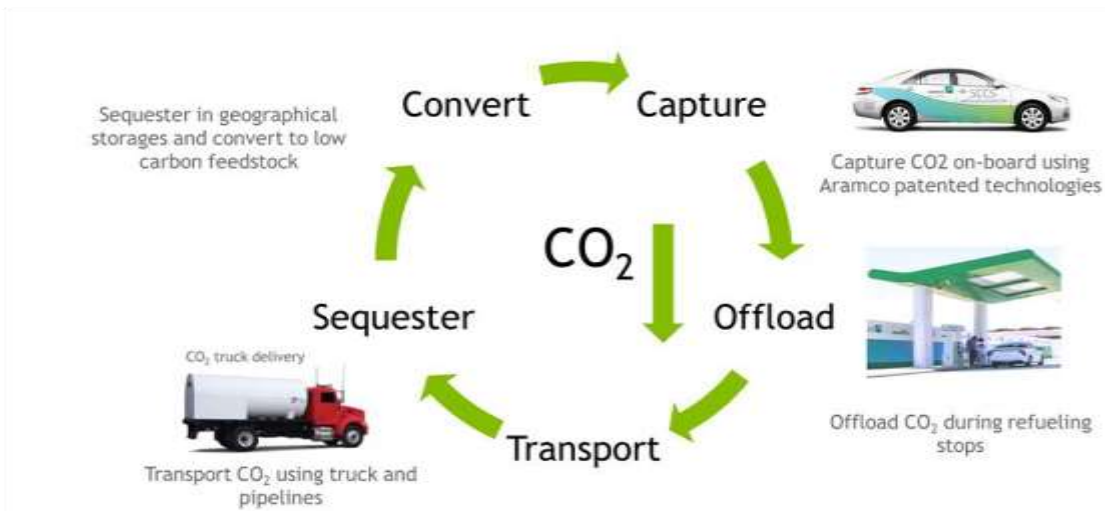 Convert
Capture
Sequester in geographical
storages and convert to low
carbon feedstock
SCCS
Capture CO2 on-board using
Aramco patented technologies
CO₂
Sequester
Offload
CO₂ truck delivery
Offload CO₂ during refueling
stops
Transport
Transport CO₂ using truck and
pipelines